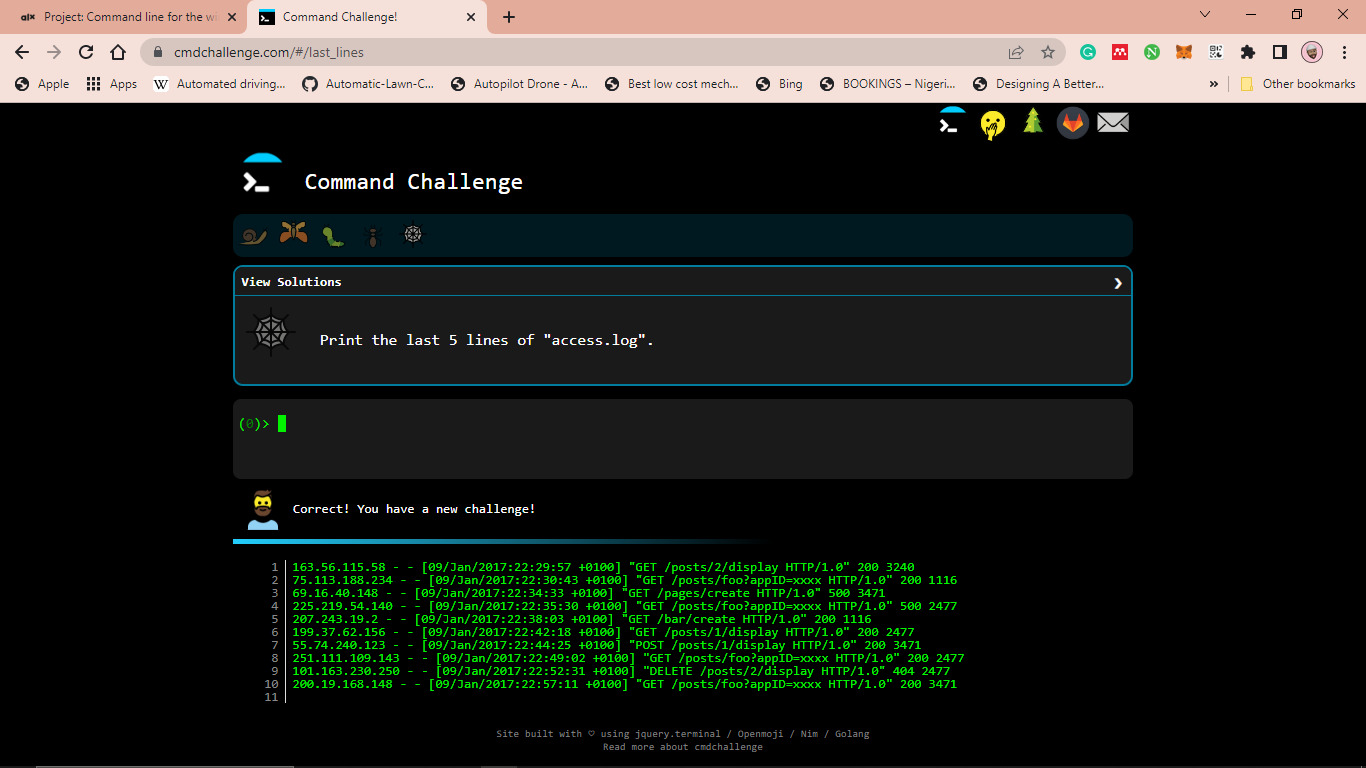 Project: Command line for the wi
Command Challenge!
cmdchallenge.com/#/last_lines
Apple
Apps
Automated driving...
Automatic-Lawn-C...
Autopilot Drone - A...
Best low cost mech...
Bing
BOOKINGS – Nigeri...
Designing A Better...
»
Other bookmarks
Command Challenge
View Solutions
Print the last 5 lines of "access.log".
(0)>
Correct! You have a new challenge!
1 163.56.115.58 - - [09/Jan/2017:22:29:57 +0100] "GET /posts/2/display HTTP/1.0" 200 3240
2 75.113.188.234 - - [09/Jan/2017:22:30:43 +0100] "GET /posts/foo?appID=xxxx HTTP/1.0" 200 1116
3 69.16.40.148 - - [09/Jan/2017:22:34:33 +0100] "GET /pages/create HTTP/1.0" 500 3471
4 225.219.54.140 - - [09/Jan/2017:22:35:30 +0100] "GET /posts/foo?appID=xxxx HTTP/1.0" 500 2477
5 207.243.19.2 - - [09/Jan/2017:22:38:03 +0100] "GET /bar/create HTTP/1.0" 200 1116
6 199.37.62.156 - - [09/Jan/2017:22:42:18 +0100] "GET /posts/1/display HTTP/1.0" 200 2477
7 55.74.240.123 - - [09/Jan/2017:22:44:25 +0100] "POST /posts/1/display HTTP/1.0" 200 3471
8 251.111.109.143 - - [09/Jan/2017:22:49:02 +0100] "GET /posts/foo?appID=xxxx HTTP/1.0" 200 2477
9 101.163.230.250 - - [09/Jan/2017:22:52:31 +0100] "DELETE /posts/2/display HTTP/1.0" 404 2477
10 200.19.168.148 - - [09/Jan/2017:22:57:11 +0100] "GET /posts/foo?appID=xxxx HTTP/1.0" 200 3471
11
Site built with ♡ using jquery.terminal / Openmoji / Nim / Golang
Read more about cmdchallenge